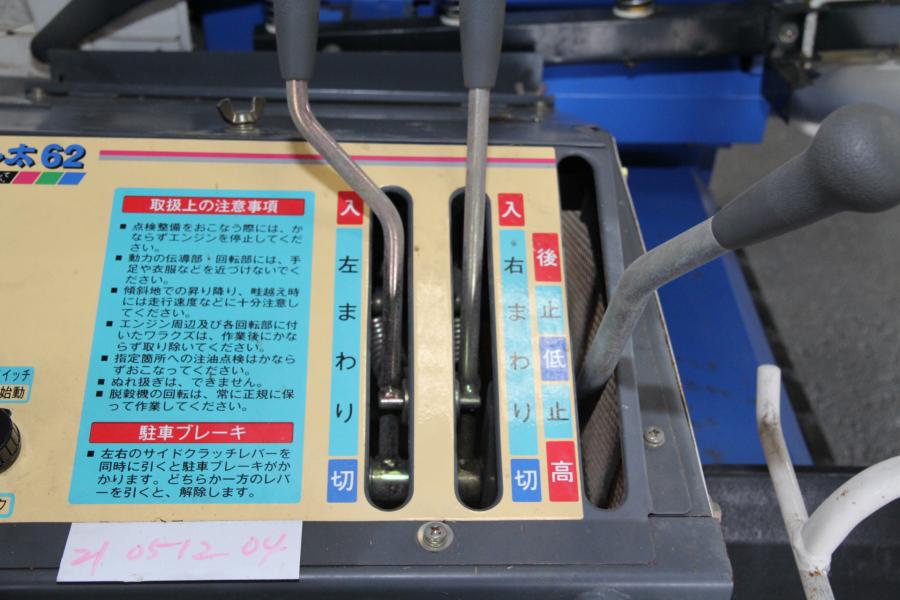 太62
取扱上の注意事項
■ 点検整備をおこなう際には、か
ならずエンジンを停止してくだ
さい。
■ 動力の伝導部・回転部には、手
足や衣服などを近づけないでく
ださい。
■ 傾斜地での昇り降り、畦越え時
には走行速度などに十分注意し
てください。
■ エンジン周辺及び各回転部に付
いたワラクズは、作業後にかな
らず取り除いてください。
■ 指定箇所への注油点検はかなら
ずおこなってください。
■ ぬれ扱ぎは、できません。
■ 脱穀機の回転は、常に正規に保
って作業してください。
駐車ブレーキ
■ 左右のサイドクラッチレバーを
同時に引くと駐車ブレーキがか
かります。どちらか一方のレバ
ーを引くと、解除します。
イッチ
始動
ク
入
左まわり
切
入
右まわり
切
後
止
低
止
高
21 0512 04